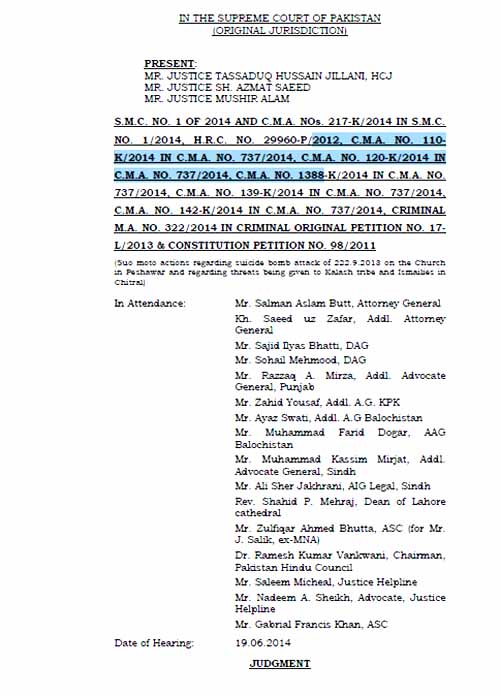 IN THE SUPREME COURT OF PAKISTAN
(ORIGINAL JURISDICTION)
PRESENT:
MR. JUSTICE TASSADUQ HUSSAIN JILLANI, HCJ
MR. JUSTICE SH. AZMAT SAEED
MR. JUSTICE MUSHIR ALAM
S.M.C. NO. 1 OF 2014 AND C.M.A. NOs. 217-K/2014 IN S.M.C.
NO. 1/2014, H.R.C. NO. 29960-P/2012, C.M.A. NO. 110-
K/2014 IN C.M.A. NO. 737/2014, C.M.A. NO. 120-K/2014 IN
C.M.A. NO. 737/2014, C.M.A. NO. 1388-K/2014 IN C.M.A. NO.
737/2014, C.M.A. NO. 139-K/2014 IN C.M.A. NO. 737/2014,
C.M.A. NO. 142-K/2014 IN C.M.A. NO. 737/2014, CRIMINAL
M.A. NO. 322/2014 IN CRIMINAL ORIGINAL PETITION NO. 17-
L/2013 & CONSTITUTION PETITION NO. 98/2011
(Suo moto actions regarding suicide bomb attack of 222.9.2013 on the Church
in Peshawar and regarding threats being given to Kalash tribe and Ismailies in
Chitral)
In Attendance: Mr. Salman Aslam Butt, Attorney General
Kh. Saeed uz Zafar, Addl. Attorney
General
Mr. Sajid Ilyas Bhatti, DAG
Mr. Sohail Mehmood, DAG
Mr. Razzaq A. Mirza, Addl. Advocate
General, Punjab
Mr. Zahid Yousaf, Addl. A.G. KPK
Mr. Ayaz Swati, Addl. A.G Balochistan
Mr. Muhammad Farid Dogar, AAG
Balochistan
Mr. Muhammad Kassim Mirjat, Addl.
Advocate General, Sindh
Mr. Ali Sher Jakhrani, AIG Legal, Sindh
Rev. Shahid P. Mehraj, Dean of Lahore
cathedral
Mr. Zulfiqar Ahmed Bhutta, ASC (for Mr.
J. Salik, ex-MNA)
Dr. Ramesh Kumar Vankwani, Chairman,
Pakistan Hindu Council
Mr. Saleem Micheal, Justice Helpline
Mr. Nadeem A. Sheikh, Advocate, Justice
Helpline
Mr. Gabrial Francis Khan, ASC
Date of Hearing: 19.06.2014
JUDGMENT